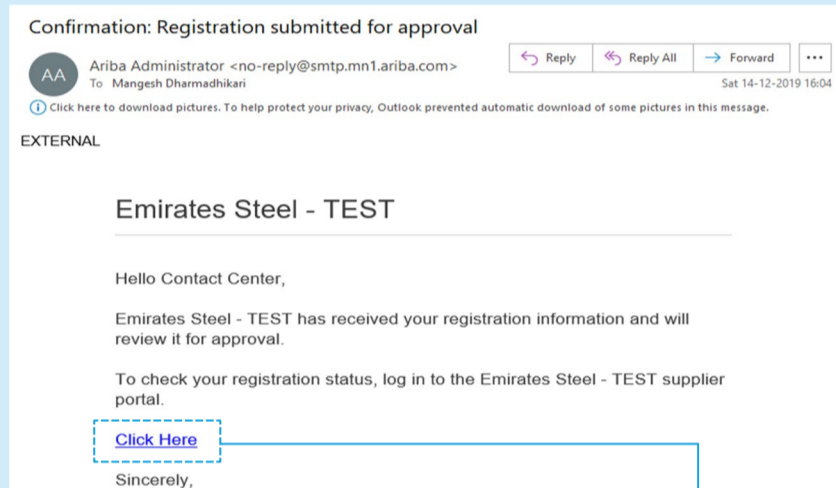 Confirmation: Registration submitted for approval
AA
Ariba Administrator <no-reply@smtp.mn1.ariba.com>
To Mangesh Dharmadhikari
Reply
Reply All
Forward
...
Sat 14-12-2019 16:04
Click here to download pictures. To help protect your privacy, Outlook prevented automatic download of some pictures in this message.
EXTERNAL
Emirates Steel - TEST
Hello Contact Center,
Emirates Steel - TEST has received your registration information and will
review it for approval.
To check your registration status, log in to the Emirates Steel - TEST supplier
portal.
Click Here
Sincerely,